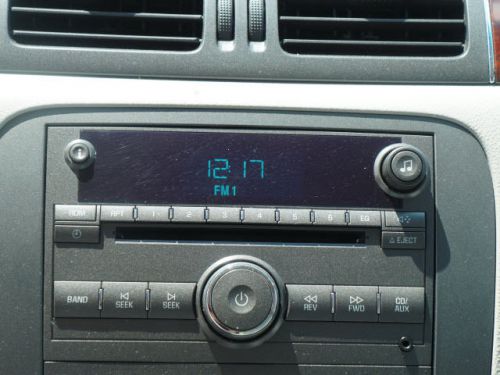 12:17
FM1
RPT 1 2 3 4 5 6 EQ
EJECT
BAND SEEK SEEK REV FWD CD/
AUX